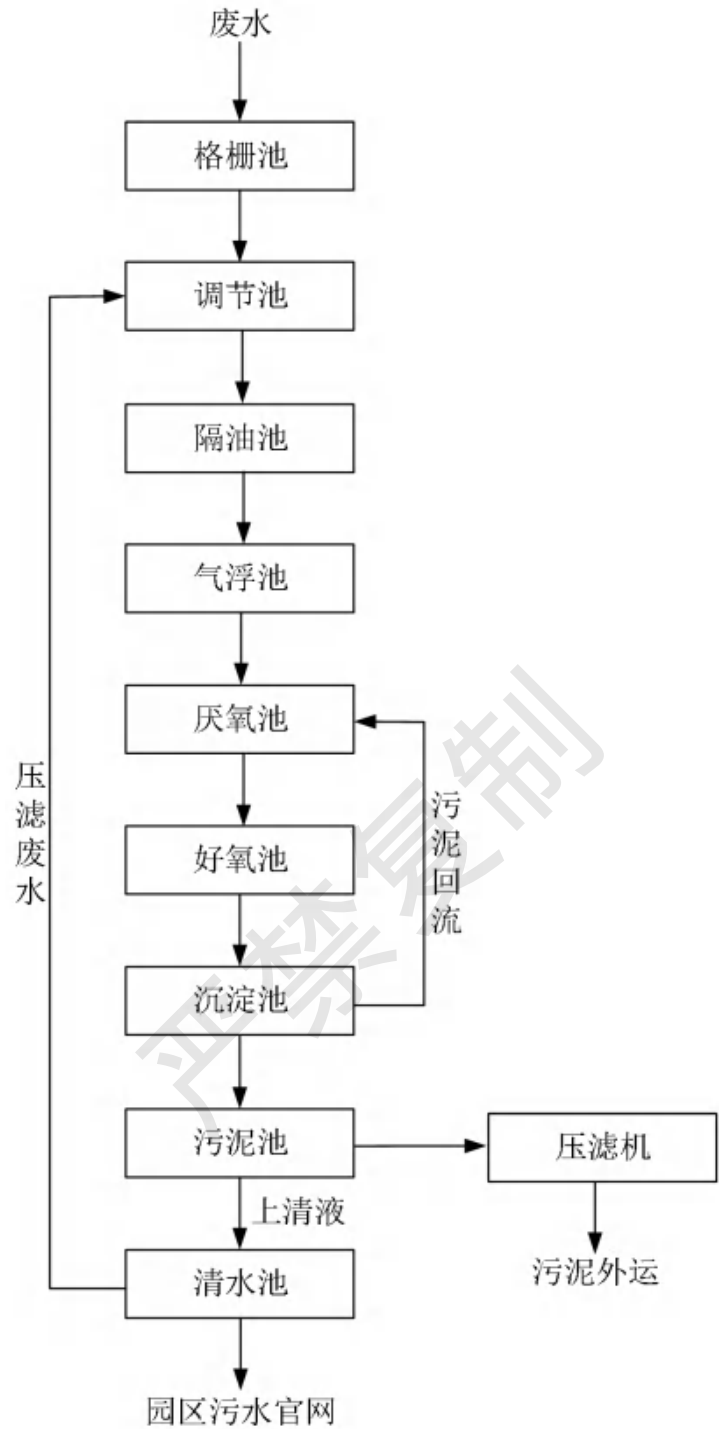 废水
格栅池
调节池
隔油池
气浮池
厌氧池
压滤废水
污泥回流
好氧池
沉淀池
污泥池
压滤机
上清液
清水池
污泥外运
园区污水官网
严禁复制